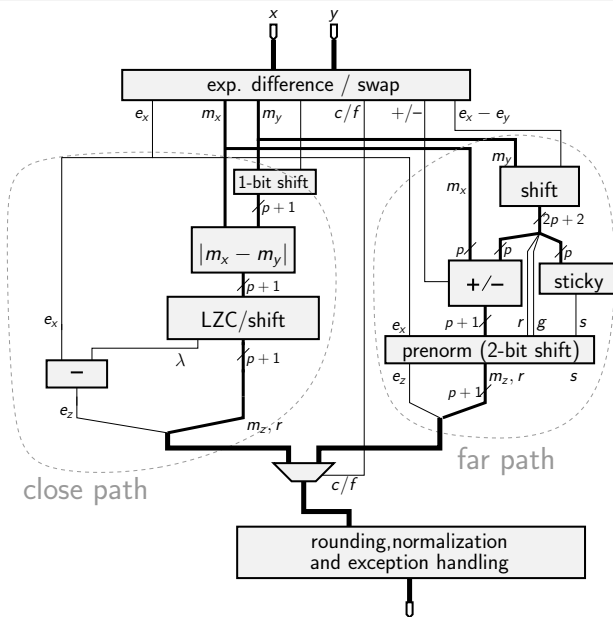 x y
exp. difference / swap
e_x m_x m_y c/f +/− e_x − e_y
m_y
1-bit shift
shift
m_x
p + 1
2p + 2
|m_x − m_y|
p p p
+/− sticky
p + 1
LZC/shift
e_x
e_x p + 1 r g s
prenorm (2-bit shift)
λ p + 1
−
e_z m_z, r s
p + 1
e_z m_z, r
far path
close path c/f
rounding,normalization
and exception handling